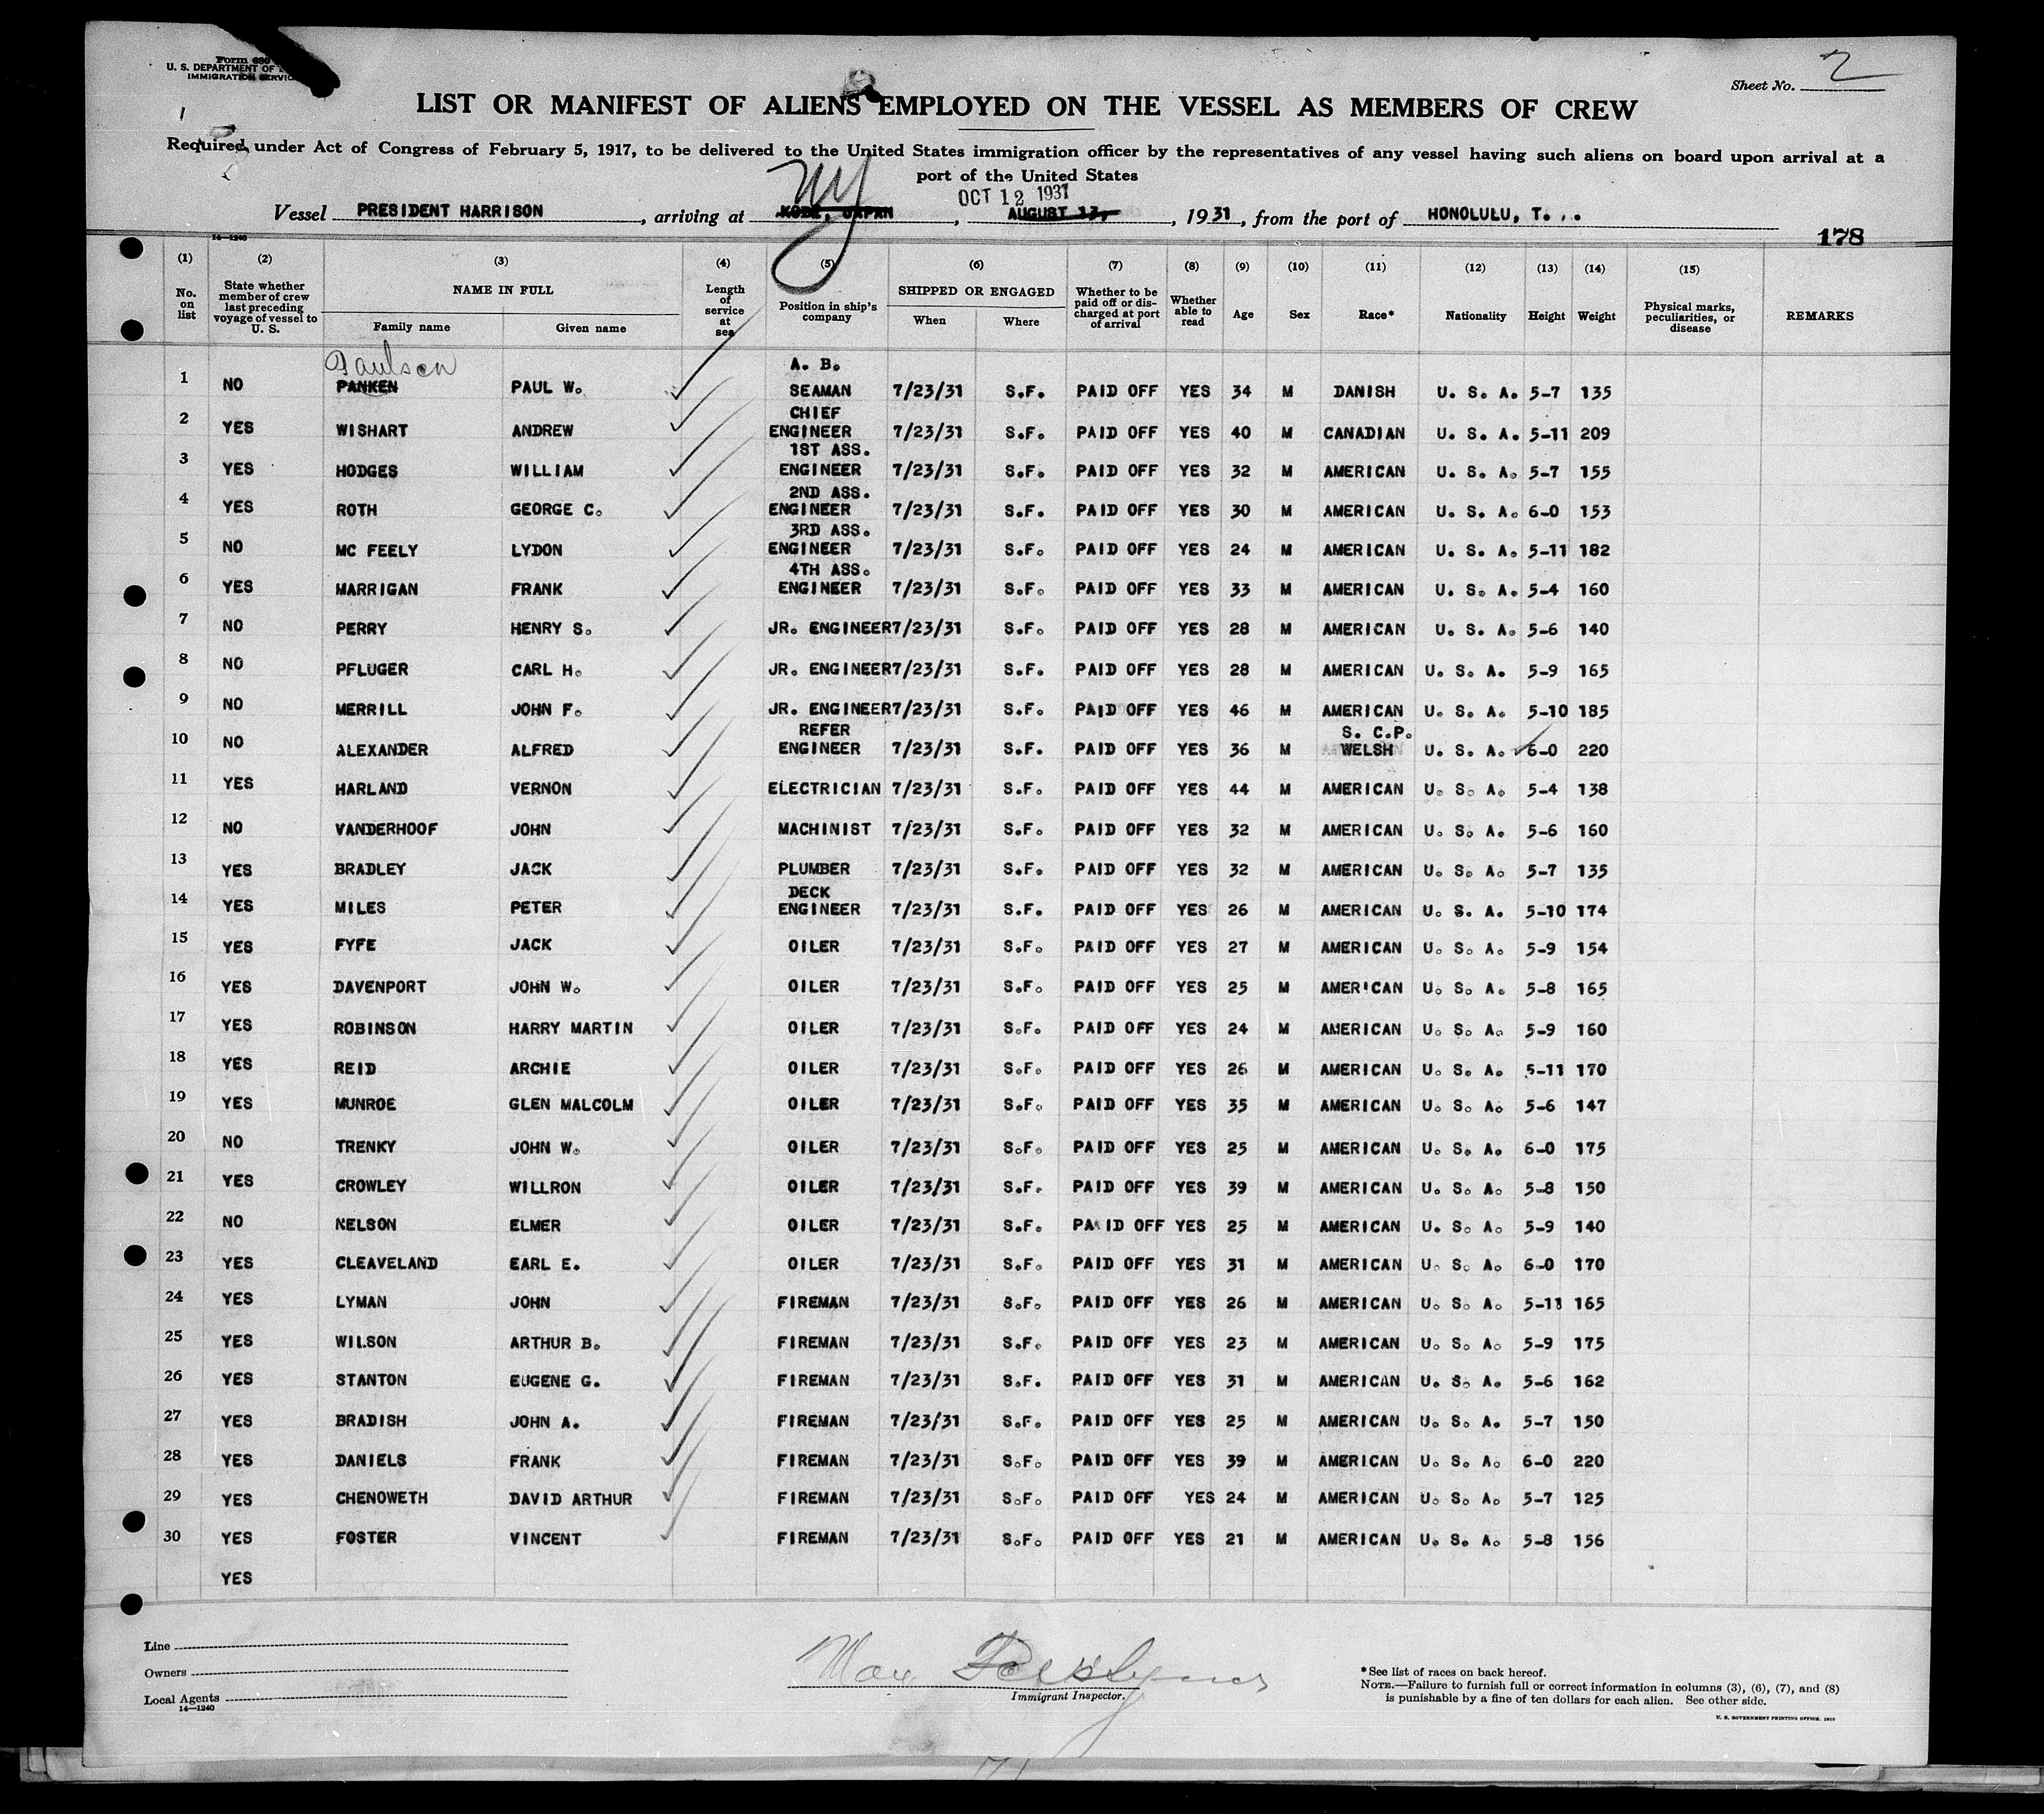 Form 680
U. S. DEPARTMENT OF
IMMIGRATION SERVICE
Sheet No. 2
LIST OR MANIFEST OF ALIENS EMPLOYED ON THE VESSEL AS MEMBERS OF CREW
Required under Act of Congress of February 5, 1917, to be delivered to the United States immigration officer by the representatives of any vessel having such aliens on board upon arrival at a
port of the United States
NY OCT 12 1931
Vessel PRESIDENT HARRISON, arriving at KOBE, JAPAN, AUGUST 13, 1931, from the port of HONOLULU, T.
178
14—1240
(1) (2) (3) (4) (5) (6) (7) (8) (9) (10) (11) (12) (13) (14) (15)
No. on list State whether member of crew last preceding voyage of vessel to U. S. NAME IN FULL Family name Given name Length of service at sea Position in ship's company SHIPPED OR ENGAGED When Where Whether to be paid off or discharged at port of arrival Whether able to read Age Sex Race* Nationality Height Weight Physical marks, peculiarities, or disease REMARKS
Paulsen
1 NO PANKEN PAUL W. A. B. SEAMAN 7/23/31 S.F. PAID OFF YES 34 M DANISH U. S. A. 5-7 135
2 YES WISHART ANDREW CHIEF ENGINEER 7/23/31 S.F. PAID OFF YES 40 M CANADIAN U. S. A. 5-11 209
3 YES HODGES WILLIAM 1ST ASS. ENGINEER 7/23/31 S.F. PAID OFF YES 32 M AMERICAN U. S. A. 5-7 155
4 YES ROTH GEORGE C. 2ND ASS. ENGINEER 7/23/31 S.F. PAID OFF YES 30 M AMERICAN U. S. A. 6-0 153
5 NO MC FEELY LYDON 3RD ASS. ENGINEER 7/23/31 S.F. PAID OFF YES 24 M AMERICAN U. S. A. 5-11 182
6 YES MARRIGAN FRANK 4TH ASS. ENGINEER 7/23/31 S.F. PAID OFF YES 33 M AMERICAN U. S. A. 5-4 160
7 NO PERRY HENRY S. JR. ENGINEER 7/23/31 S.F. PAID OFF YES 28 M AMERICAN U. S. A. 5-6 140
8 NO PFLUGER CARL H. JR. ENGINEER 7/23/31 S.F. PAID OFF YES 28 M AMERICAN U. S. A. 5-9 165
9 NO MERRILL JOHN F. JR. ENGINEER 7/23/31 S.F. PAID OFF YES 46 M AMERICAN U. S. A. 5-10 185
10 NO ALEXANDER ALFRED REFER ENGINEER 7/23/31 S.F. PAID OFF YES 36 M S. C.P. WELSH U. S. A. 6-0 220
11 YES HARLAND VERNON ELECTRICIAN 7/23/31 S.F. PAID OFF YES 44 M AMERICAN U. S. A. 5-4 138
12 NO VANDERHOOF JOHN MACHINIST 7/23/31 S.F. PAID OFF YES 32 M AMERICAN U. S. A. 5-6 160
13 YES BRADLEY JACK PLUMBER 7/23/31 S.F. PAID OFF YES 32 M AMERICAN U. S. A. 5-7 135
14 YES MILES PETER DECK ENGINEER 7/23/31 S.F. PAID OFF YES 26 M AMERICAN U. S. A. 5-10 174
15 YES FYFE JACK OILER 7/23/31 S.F. PAID OFF YES 27 M AMERICAN U. S. A. 5-9 154
16 YES DAVENPORT JOHN W. OILER 7/23/31 S.F. PAID OFF YES 25 M AMERICAN U. S. A. 5-8 165
17 YES ROBINSON HARRY MARTIN OILER 7/23/31 S.F. PAID OFF YES 24 M AMERICAN U. S. A. 5-9 160
18 YES REID ARCHIE OILER 7/23/31 S.F. PAID OFF YES 26 M AMERICAN U. S. A. 5-11 170
19 YES MUNROE GLEN MALCOLM OILER 7/23/31 S.F. PAID OFF YES 35 M AMERICAN U. S. A. 5-6 147
20 NO TRENKY JOHN W. OILER 7/23/31 S.F. PAID OFF YES 25 M AMERICAN U. S. A. 6-0 175
21 YES CROWLEY WILLRON OILER 7/23/31 S.F. PAID OFF YES 39 M AMERICAN U. S. A. 5-8 150
22 NO NELSON ELMER OILER 7/23/31 S.F. PAID OFF YES 25 M AMERICAN U. S. A. 5-9 140
23 YES CLEAVELAND EARL E. OILER 7/23/31 S.F. PAID OFF YES 31 M AMERICAN U. S. A. 6-0 170
24 YES LYMAN JOHN FIREMAN 7/23/31 S.F. PAID OFF YES 26 M AMERICAN U. S. A. 5-11 165
25 YES WILSON ARTHUR B. FIREMAN 7/23/31 S.F. PAID OFF YES 23 M AMERICAN U. S. A. 5-9 175
26 YES STANTON EUGENE G. FIREMAN 7/23/31 S.F. PAID OFF YES 31 M AMERICAN U. S. A. 5-6 162
27 YES BRADISH JOHN A. FIREMAN 7/23/31 S.F. PAID OFF YES 25 M AMERICAN U. S. A. 5-7 150
28 YES DANIELS FRANK FIREMAN 7/23/31 S.F. PAID OFF YES 39 M AMERICAN U. S. A. 6-0 220
29 YES CHENOWETH DAVID ARTHUR FIREMAN 7/23/31 S.F. PAID OFF YES 24 M AMERICAN U. S. A. 5-7 125
30 YES FOSTER VINCENT FIREMAN 7/23/31 S.F. PAID OFF YES 21 M AMERICAN U. S. A. 5-8 156
YES
Line
Owners
Local Agents
14—1240
Max
Immigrant Inspector.
*See list of races on back hereof.
NOTE.—Failure to furnish full or correct information in columns (3), (6), (7), and (8)
is punishable by a fine of ten dollars for each alien. See other side.
U. S. GOVERNMENT PRINTING OFFICE.